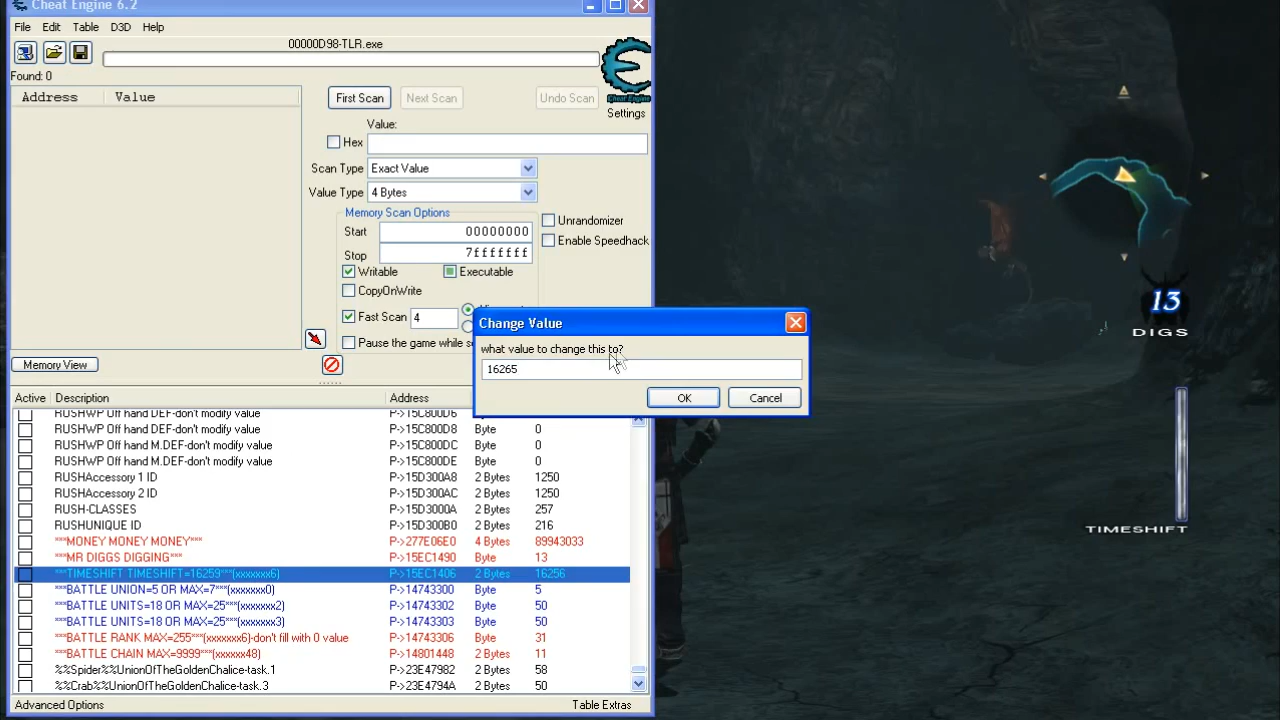 Cheat Engine 6.2
File Edit Table D3D Help
00000D98-TLR.exe
Found: 0
Address Value
First Scan Next Scan Undo Scan
Cheat Engine
Settings
Value:
Hex
Scan Type Exact Value
Value Type 4 Bytes
Memory Scan Options
Start 00000000
Stop 7fffffff
Unrandomizer
Enable Speedhack
Writable Executable
CopyOnWrite
Fast Scan 4
Pause the game while
Memory View
Change Value
what value to change this to?
16265
OK Cancel
Active Description Address Type Value
RUSHWP Off hand DEF-don't modify value P->15C800D6 Byte 0
RUSHWP Off hand DEF-don't modify value P->15C800D8 Byte 0
RUSHWP Off hand M.DEF-don't modify value P->15C800DC Byte 0
RUSHWP Off hand M.DEF-don't modify value P->15C800DE Byte 0
RUSHAccessory 1 ID P->15D300A8 2 Bytes 1250
RUSHAccessory 2 ID P->15D300AC 2 Bytes 1250
RUSH-CLASSES P->15D3000A 2 Bytes 257
RUSHUNIQUE ID P->15D300B0 2 Bytes 216
***MONEY MONEY MONEY*** P->277E06E0 4 Bytes 89943033
***MR DIGGS DIGGING*** P->15EC1490 Byte 13
***TIMESHIFT TIMESHIFT=16259***(xxxxxxx6) P->15EC1406 2 Bytes 16256
***BATTLE UNION=5 OR MAX=7***(xxxxxxx0) P->14743300 Byte 5
***BATTLE UNITS=18 OR MAX=25***(xxxxxxx2) P->14743302 Byte 50
***BATTLE UNITS=18 OR MAX=25***(xxxxxxx3) P->14743303 Byte 50
***BATTLE RANK MAX=255***(xxxxxxx6)-don't fill with 0 value P->14743306 Byte 31
***BATTLE CHAIN MAX=9999***(xxxxxx48) P->14801448 2 Bytes 11
%%Spider%%UnionOfTheGoldenChalice-task.1 P->23E47982 2 Bytes 58
%%Crab%%UnionOfTheGoldenChalice-task.3 P->23E4794A 2 Bytes 50
Advanced Options Table Extras
13
DIGS
TIMESHIFT